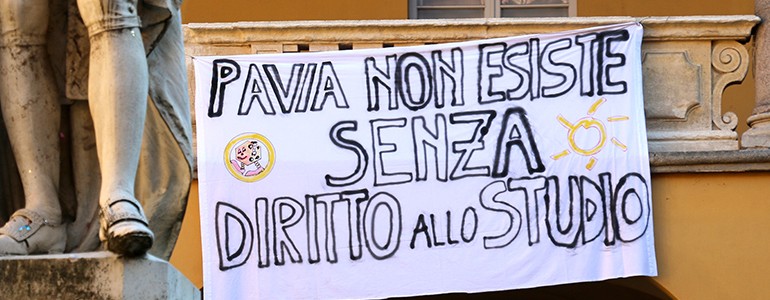 PAVIA NON ESISTE
SENZA
DIRITTO ALLO STUDIO